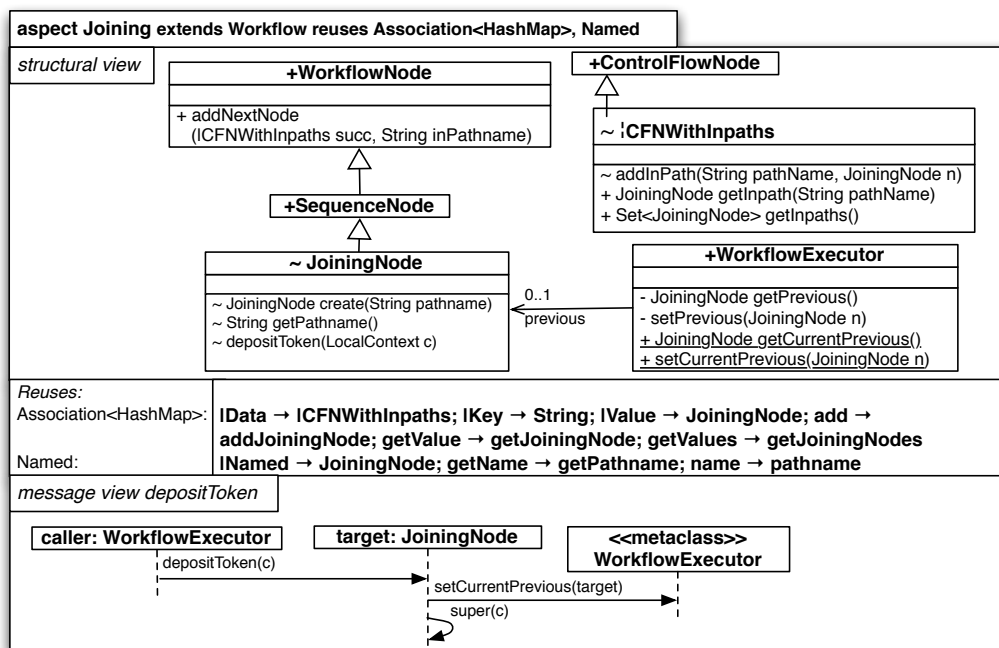 aspect Joining extends Workflow reuses Association<HashMap>, Named
structural view
+WorkflowNode
+ addNextNode
(|CFNWithInpaths succ, String inPathname)
+SequenceNode
~ JoiningNode
~ JoiningNode create(String pathname)
~ String getPathname()
~ depositToken(LocalContext c)
+ControlFlowNode
~ ¦CFNWithInpaths
~ addInPath(String pathName, JoiningNode n)
+ JoiningNode getInpath(String pathName)
+ Set<JoiningNode> getInpaths()
+WorkflowExecutor
- JoiningNode getPrevious()
- setPrevious(JoiningNode n)
+ JoiningNode getCurrentPrevious()
+ setCurrentPrevious(JoiningNode n)
0..1
previous
Reuses:
Association<HashMap>: |Data → |CFNWithInpaths; |Key → String; |Value → JoiningNode; add →
addJoiningNode; getValue → getJoiningNode; getValues → getJoiningNodes
Named: |Named → JoiningNode; getName → getPathname; name → pathname
message view depositToken
caller: WorkflowExecutor
target: JoiningNode
<<metaclass>>
WorkflowExecutor
depositToken(c)
setCurrentPrevious(target)
super(c)